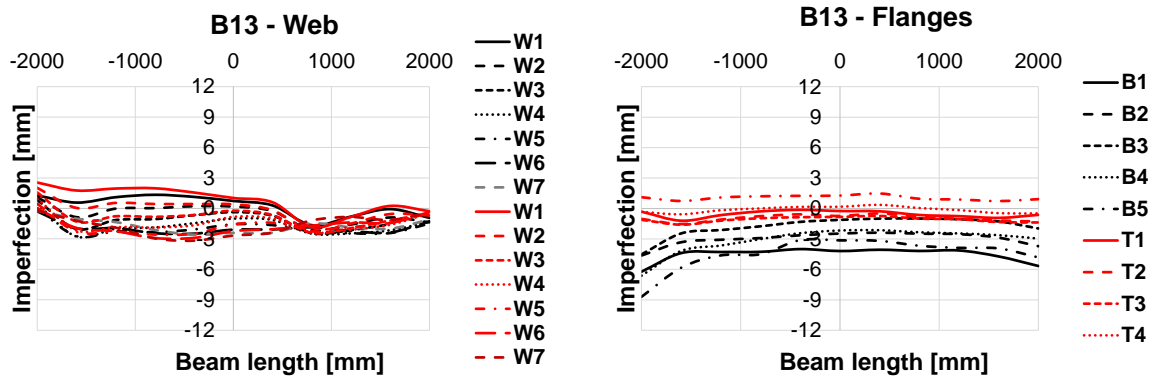 B13 - Web
-2000 -1000 0 1000 2000
12
9
6
3
0
-3
-6
-9
-12
Imperfection [mm]
Beam length [mm]
W1
W2
W3
W4
W5
W6
W7
W1
W2
W3
W4
W5
W6
W7
B13 - Flanges
-2000 -1000 0 1000 2000
12
9
6
3
0
-3
-6
-9
-12
Imperfection [mm]
Beam length [mm]
B1
B2
B3
B4
B5
T1
T2
T3
T4